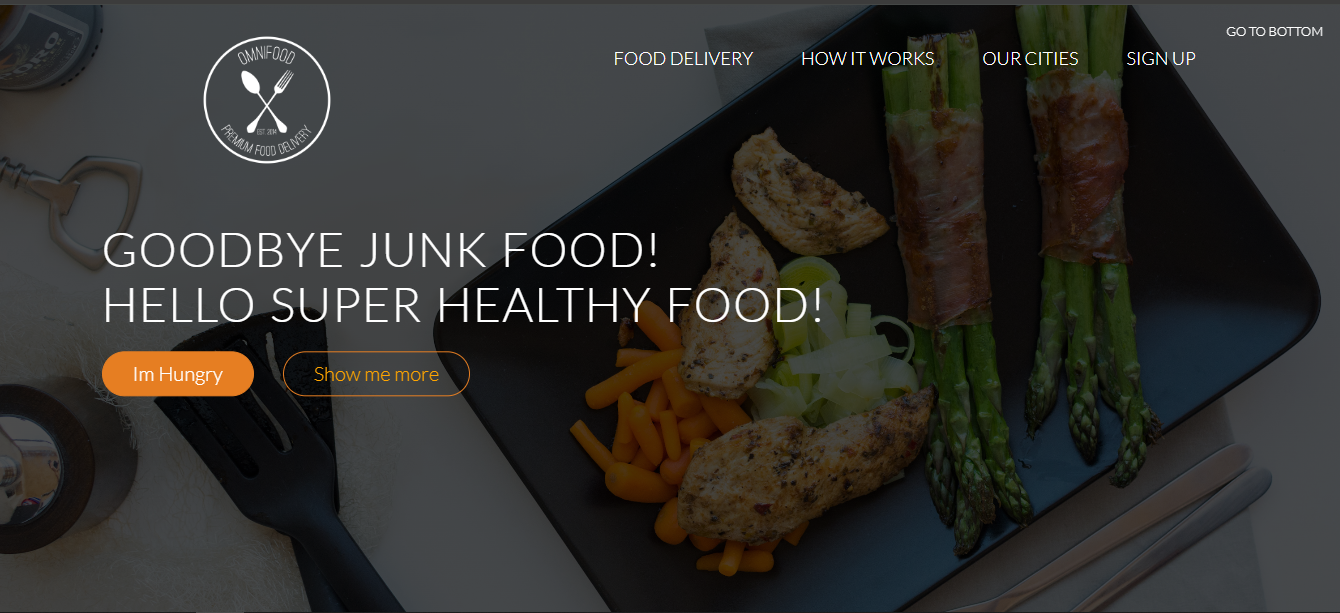 OMNIFOOD
EST. 2014
PREMIUM FOOD DELIVERY
FOOD DELIVERY HOW IT WORKS OUR CITIES SIGN UP
GO TO BOTTOM
GOODBYE JUNK FOOD!
HELLO SUPER HEALTHY FOOD!
Im Hungry Show me more